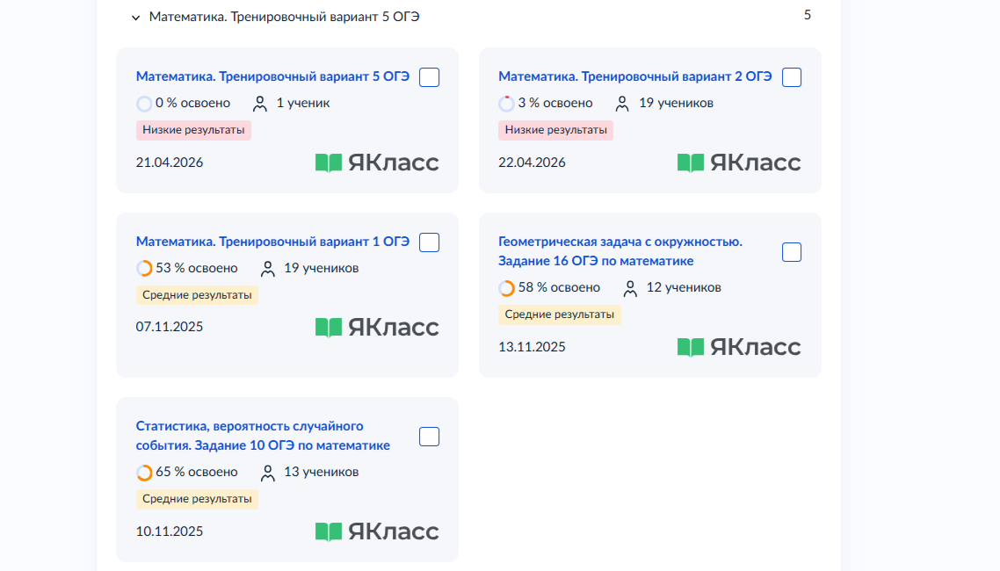 Математика. Тренировочный вариант 5 ОГЭ
5
Математика. Тренировочный вариант 5 ОГЭ
0 % освоено
1 ученик
Низкие результаты
21.04.2026
ЯКласс
Математика. Тренировочный вариант 2 ОГЭ
3 % освоено
19 учеников
Низкие результаты
22.04.2026
ЯКласс
Математика. Тренировочный вариант 1 ОГЭ
53 % освоено
19 учеников
Средние результаты
07.11.2025
ЯКласс
Геометрическая задача с окружностью.
Задание 16 ОГЭ по математике
58 % освоено
12 учеников
Средние результаты
13.11.2025
ЯКласс
Статистика, вероятность случайного
события. Задание 10 ОГЭ по математике
65 % освоено
13 учеников
Средние результаты
10.11.2025
ЯКласс